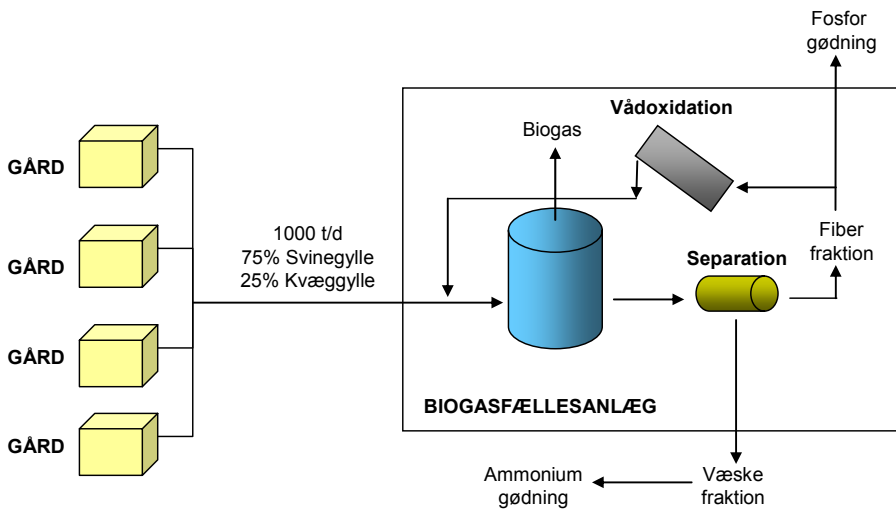 Fosfor
gødning
Vådoxidation
Biogas
GÅRD
1000 t/d
75% Svinegylle
25% Kvæggylle
GÅRD
Fiber
fraktion
Separation
GÅRD
BIOGASFÆLLESANLÆG
GÅRD
Ammonium
gødning
Væske
fraktion